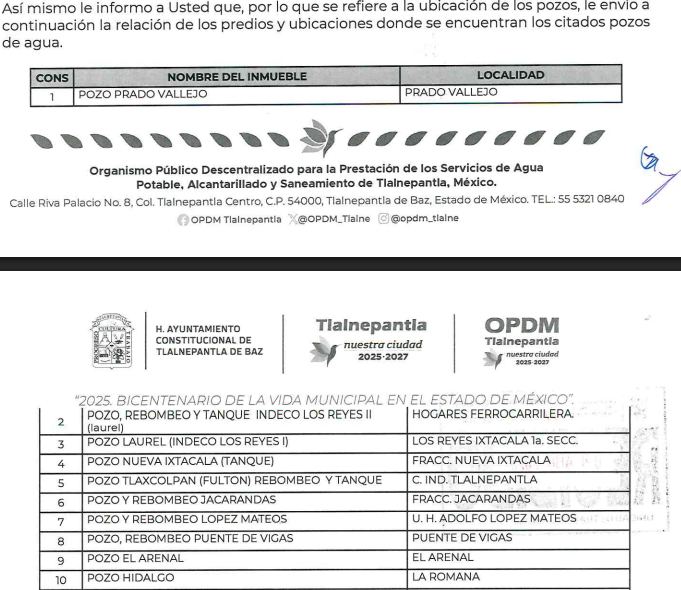 Así mismo le informo a Usted que, por lo que se refiere a la ubicación de los pozos, le envío a
continuación la relación de los predios y ubicaciones donde se encuentran los citados pozos
de agua.
CONS NOMBRE DEL INMUEBLE LOCALIDAD
1 POZO PRADO VALLEJO PRADO VALLEJO
Organismo Público Descentralizado para la Prestación de los Servicios de Agua
Potable, Alcantarillado y Saneamiento de Tlalnepantla, México.
Calle Riva Palacio No. 8, Col. Tlalnepantla Centro, C.P. 54000, Tlalnepantla de Baz, Estado de México. TEL.: 55 5321 0840
OPDM Tlalnepantla @OPDM_Tlalne @opdm_tlalne
PROGRESO CULTURA TRABAJO
H. AYUNTAMIENTO
CONSTITUCIONAL DE
TLALNEPANTLA DE BAZ
Tlalnepantla
nuestra ciudad
2025·2027
OPDM
Tlalnepantla
nuestra ciudad
2025·2027
"2025. BICENTENARIO DE LA VIDA MUNICIPAL EN EL ESTADO DE MÉXICO".
2 POZO, REBOMBEO Y TANQUE INDECO LOS REYES II HOGARES FERROCARRILERA.
(laurel)
3 POZO LAUREL (INDECO LOS REYES I) LOS REYES IXTACALA 1a. SECC.
4 POZO NUEVA IXTACALA (TANQUE) FRACC. NUEVA IXTACALA
5 POZO TLAXCOLPAN (FULTON) REBOMBEO Y TANQUE C. IND. TLALNEPANTLA
6 POZO Y REBOMBEO JACARANDAS FRACC. JACARANDAS
7 POZO Y REBOMBEO LOPEZ MATEOS U. H. ADOLFO LOPEZ MATEOS
8 POZO, REBOMBEO PUENTE DE VIGAS PUENTE DE VIGAS
9 POZO EL ARENAL EL ARENAL
10 POZO HIDALGO LA ROMANA